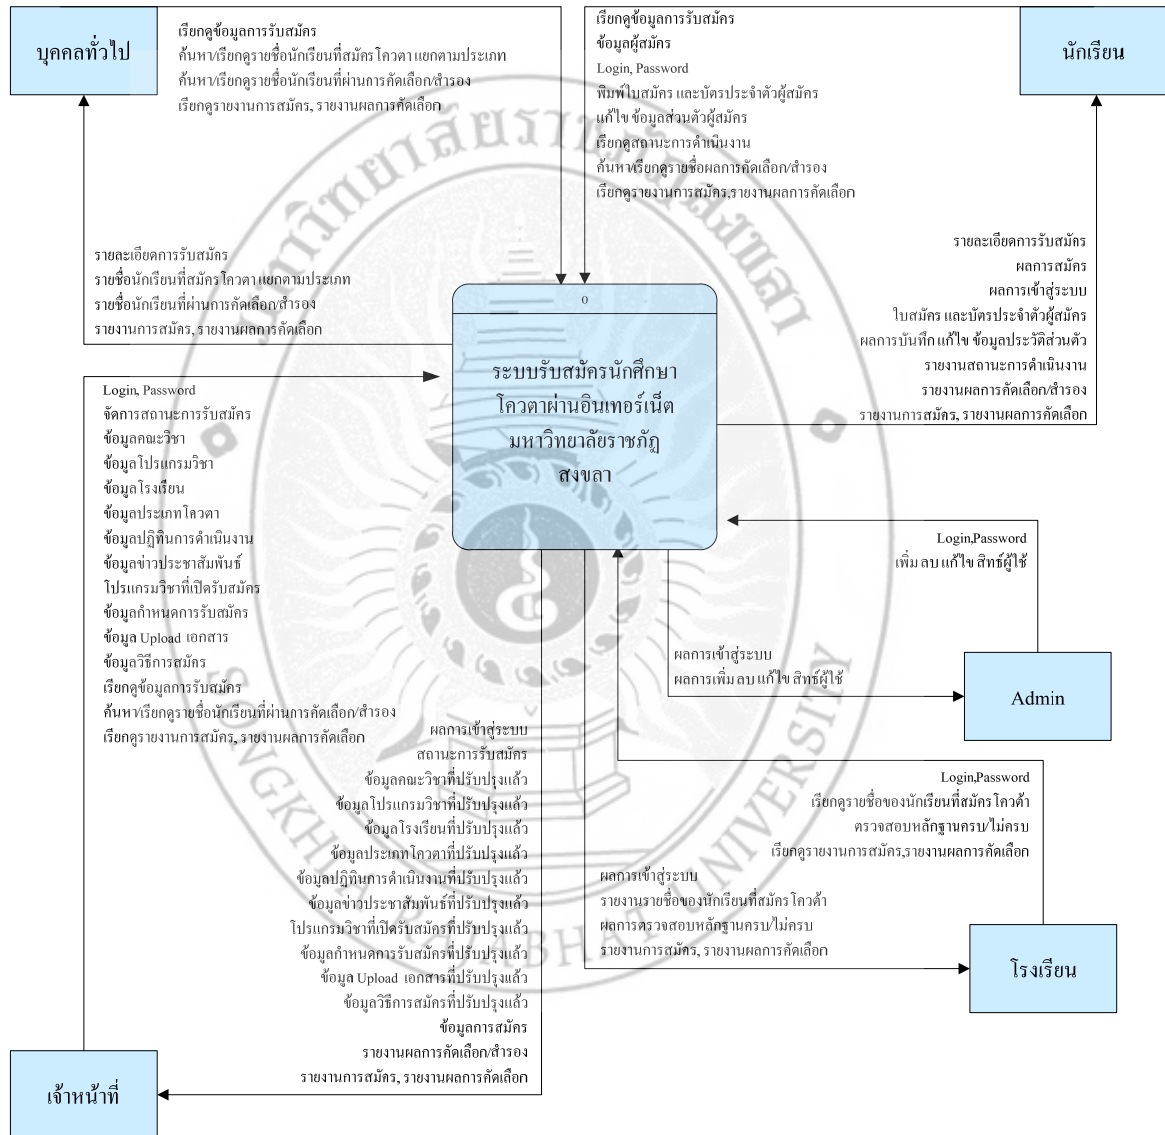 บุคคลทั่วไป
เรียกดูข้อมูลการรับสมัคร
ค้นหา/เรียกดูรายชื่อนักเรียนที่สมัครโควตา แยกตามประเภท
ค้นหา/เรียกดูรายชื่อนักเรียนที่ผ่านการคัดเลือก/สำรอง
เรียกดูรายงานการสมัคร, รายงานผลการคัดเลือก
เรียกดูข้อมูลการรับสมัคร
ข้อมูลผู้สมัคร
Login, Password
พิมพ์ใบสมัคร และบัตรประจำตัวผู้สมัคร
แก้ไข ข้อมูลส่วนตัวผู้สมัคร
เรียกดูสถานะการดำเนินงาน
ค้นหา/เรียกดูรายชื่อผลการคัดเลือก/สำรอง
เรียกดูรายงานการสมัคร,รายงานผลการคัดเลือก
นักเรียน
รายละเอียดการรับสมัคร
รายชื่อนักเรียนที่สมัครโควตา แยกตามประเภท
รายชื่อนักเรียนที่ผ่านการคัดเลือก/สำรอง
รายงานการสมัคร, รายงานผลการคัดเลือก
รายละเอียดการรับสมัคร
ผลการสมัคร
ผลการเข้าสู่ระบบ
ใบสมัคร และบัตรประจำตัวผู้สมัคร
ผลการบันทึก แก้ไข ข้อมูลประวัติส่วนตัว
รายงานสถานะการดำเนินงาน
รายงานผลการคัดเลือก/สำรอง
รายงานการสมัคร, รายงานผลการคัดเลือก
0
ระบบรับสมัครนักศึกษา
โควตาผ่านอินเทอร์เน็ต
มหาวิทยาลัยราชภัฏ
สงขลา
Login, Password
จัดการสถานะการรับสมัคร
ข้อมูลคณะวิชา
ข้อมูลโปรแกรมวิชา
ข้อมูลโรงเรียน
ข้อมูลประเภทโควตา
ข้อมูลปฏิทินการดำเนินงาน
ข้อมูลข่าวประชาสัมพันธ์
โปรแกรมวิชาที่เปิดรับสมัคร
ข้อมูลกำหนดการรับสมัคร
ข้อมูล Upload เอกสาร
ข้อมูลวิธีการสมัคร
เรียกดูข้อมูลการรับสมัคร
ค้นหา/เรียกดูรายชื่อนักเรียนที่ผ่านการคัดเลือก/สำรอง
เรียกดูรายงานการสมัคร, รายงานผลการคัดเลือก
Login,Password
เพิ่ม ลบ แก้ไข สิทธ์ผู้ใช้
ผลการเข้าสู่ระบบ
ผลการเพิ่ม ลบ แก้ไข สิทธ์ผู้ใช้
Admin
ผลการเข้าสู่ระบบ
สถานะการรับสมัคร
ข้อมูลคณะวิชาที่ปรับปรุงแล้ว
ข้อมูลโปรแกรมวิชาที่ปรับปรุงแล้ว
ข้อมูลโรงเรียนที่ปรับปรุงแล้ว
ข้อมูลประเภทโควตาที่ปรับปรุงแล้ว
ข้อมูลปฏิทินการดำเนินงานที่ปรับปรุงแล้ว
ข้อมูลข่าวประชาสัมพันธ์ที่ปรับปรุงแล้ว
โปรแกรมวิชาที่เปิดรับสมัครที่ปรับปรุงแล้ว
ข้อมูลกำหนดการรับสมัครที่ปรับปรุงแล้ว
ข้อมูล Upload เอกสารที่ปรับปรุงแล้ว
ข้อมูลวิธีการสมัครที่ปรับปรุงแล้ว
ข้อมูลการสมัคร
รายงานผลการคัดเลือก/สำรอง
รายงานการสมัคร, รายงานผลการคัดเลือก
Login,Password
เรียกดูรายชื่อของนักเรียนที่สมัครโควต้า
ตรวจสอบหลักฐานครบ/ไม่ครบ
เรียกดูรายงานการสมัคร,รายงานผลการคัดเลือก
ผลการเข้าสู่ระบบ
รายงานรายชื่อของนักเรียนที่สมัครโควต้า
ผลการตรวจสอบหลักฐานครบ/ไม่ครบ
รายงานการสมัคร, รายงานผลการคัดเลือก
โรงเรียน
เจ้าหน้าที่
มหาวิทยาลัยราชภัฏสงขลา
SONGKHLA RAJABHAT UNIVERSITY